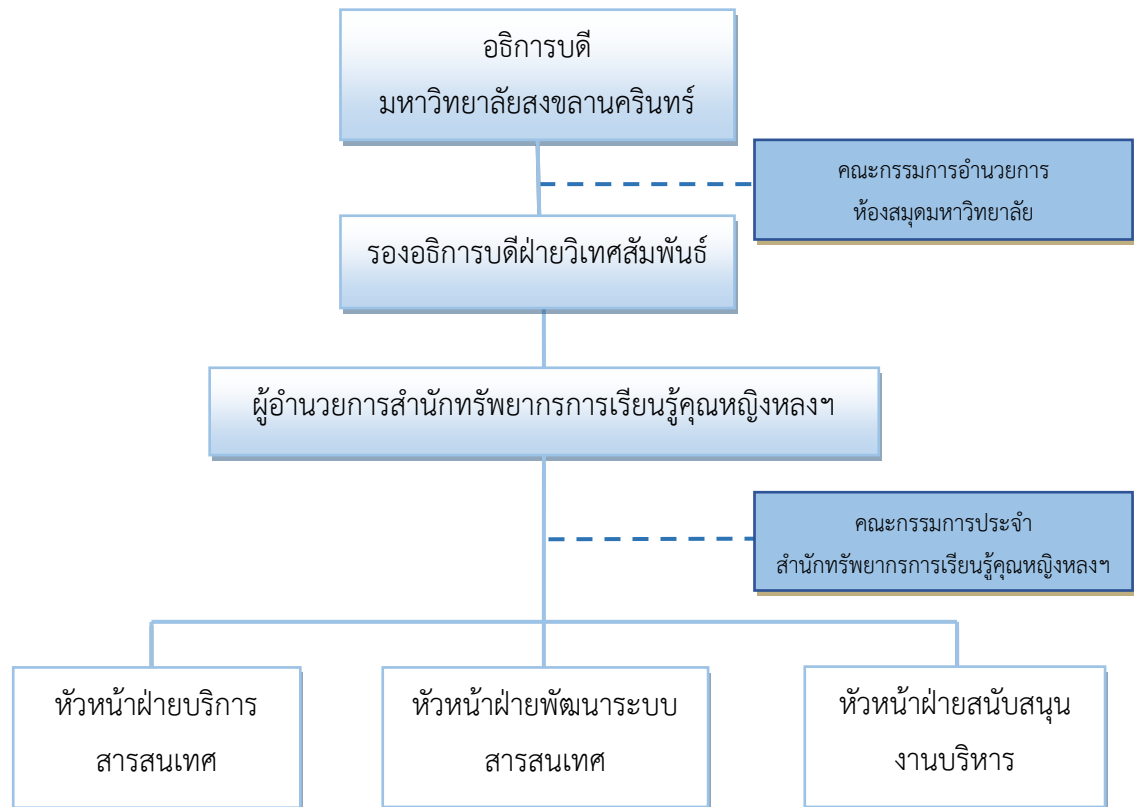 อธิการบดี
มหาวิทยาลัยสงขลานครินทร์
คณะกรรมการอำนวยการ
ห้องสมุดมหาวิทยาลัย
รองอธิการบดีฝ่ายวิเทศสัมพันธ์
ผู้อำนวยการสำนักทรัพยากรการเรียนรู้คุณหญิงหลงฯ
คณะกรรมการประจำ
สำนักทรัพยากรการเรียนรู้คุณหญิงหลงฯ
หัวหน้าฝ่ายบริการ
สารสนเทศ
หัวหน้าฝ่ายพัฒนาระบบ
สารสนเทศ
หัวหน้าฝ่ายสนับสนุน
งานบริหาร